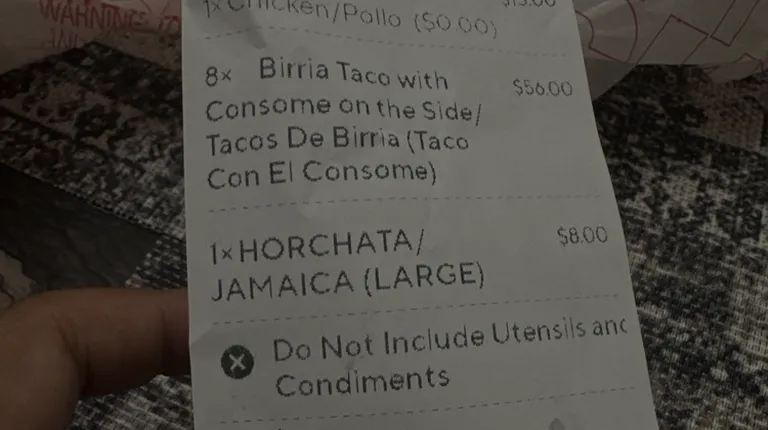 WARNING: TO
1x Chicken/Pollo ($0.00)
8x Birria Taco with
$56.00
Consome on the Side/
Tacos De Birria (Taco
Con El Consome)
1x HORCHATA/
$8.00
JAMAICA (LARGE)
Do Not Include Utensils and
Condiments